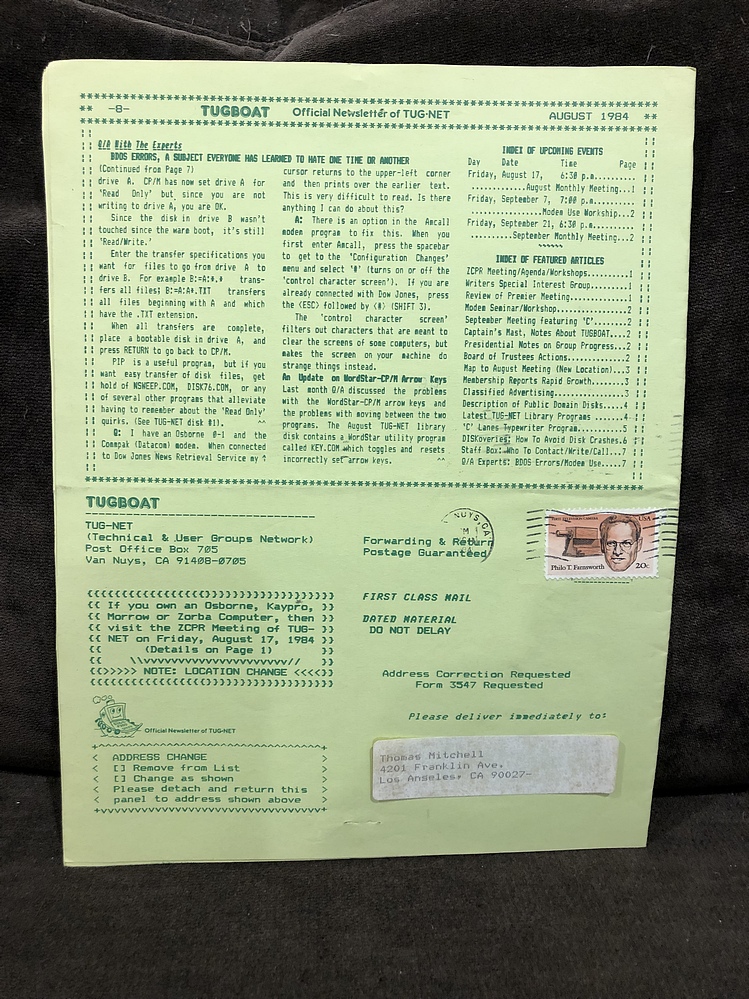 -8-
TUGBOAT Official Newsletter of TUG-NET
AUGUST 1984
Q/A With The Experts
BDOS ERRORS, A SUBJECT EVERYONE HAS LEARNED TO HATE ONE TIME OR ANOTHER
(Continued from Page 7)
drive A. CP/M has now set drive A for
'Read Only' but since you are not
writing to drive A, you are OK.
Since the disk in drive B wasn't
touched since the warm boot, it's still
'Read/Write.'
Enter the transfer specifications you
want for files to go from drive A to
drive B. For example B:=A:*.* trans-
fers all files; B:=A:A*.TXT transfers
all files beginning with A and which
have the .TXT extension.
When all transfers are complete,
place a bootable disk in drive A, and
press RETURN to go back to CP/M.
PIP is a useful program, but if you
want easy transfer of disk files, get
hold of NSWEEP.COM, DISK76.COM, or any
of several other programs that alleviate
having to remember about the 'Read Only'
quirks. (See TUG-NET disk #1). ^^
Q: I have an Osborne 0-1 and the
Commpak (Datacom) modem. When connected
to Dow Jones News Retrieval Service my
cursor returns to the upper-left corner
and then prints over the earlier text.
This is very difficult to read. Is there
anything I can do about this?
A: There is an option in the Amcall
modem program to fix this. When you
first enter Amcall, press the spacebar
to get to the 'Configuration Changes'
menu and select '#' (turns on or off the
'control character screen'). If you are
already connected with Dow Jones, press
the <ESC> followed by <#> (SHIFT 3).
The 'control character screen'
filters out characters that are meant to
clear the screens of some computers, but
makes the screen on your machine do
strange things instead.
An Update on WordStar-CP/M Arrow Keys
Last month Q/A discussed the problems
with the WordStar-CP/M arrow keys and
the problems with moving between the two
programs. The August TUG-NET library
disk contains a WordStar utility program
called KEY.COM which toggles and resets
incorrectly set arrow keys. ^^
INDEX OF UPCOMING EVENTS
Day Date Time Page
Friday, August 17, 6:30 p.m..........
.............August Monthly Meeting...1
Friday, September 7, 7:00 p.m.........
.................Modem Use Workshop...2
Friday, September 21, 6:30 p.m........
..........September Monthly Meeting...2
~~~~~~
INDEX OF FEATURED ARTICLES
ZCPR Meeting/Agenda/Workshops.........1
Writers Special Interest Group........1
Review of Premier Meeting.............1
Modem Seminar/Workshop................2
September Meeting featuring 'C'.......2
Captain's Mast, Notes About TUGBOAT...2
Presidential Notes on Group Progress..2
Board of Trustees Actions.............2
Map to August Meeting (New Location)..3
Membership Reports Rapid Growth.......3
Classified Advertising................3
Description of Public Domain Disks....4
Latest TUG-NET Library Programs ......4
'C' Lanes Typewriter Program..........5
DISKoveries: How To Avoid Disk Crashes.6
Staff Box: Who To Contact/Write/Call...7
Q/A Experts: BDOS Errors/Modem Use.....7
TUGBOAT
TUG-NET
(Technical & User Groups Network)
Post Office Box 705
Van Nuys, CA 91408-0705
Forwarding & Return
Postage Guaranteed
NUYS, CA
USA
Philo T. Farnsworth
20c
(( If you own an Osborne, Kaypro, ))
(( Morrow or Zorba Computer, then ))
(( visit the ZCPR Meeting of TUG- ))
(( NET on Friday, August 17, 1984 ))
(( (Details on Page 1) ))
(( \\vvvvvvvvvvvvvvvvvvvv// ))
(()>>>>> NOTE: LOCATION CHANGE <<<<())
FIRST CLASS MAIL
DATED MATERIAL
DO NOT DELAY
Address Correction Requested
Form 3547 Requested
Please deliver immediately to:
Official Newsletter of TUG-NET
< ADDRESS CHANGE >
< [] Remove from List >
< [] Change as shown >
< Please detach and return this >
< panel to address shown above >
Thomas Mitchell
4201 Franklin Ave.
Los Angeles, CA 90027-